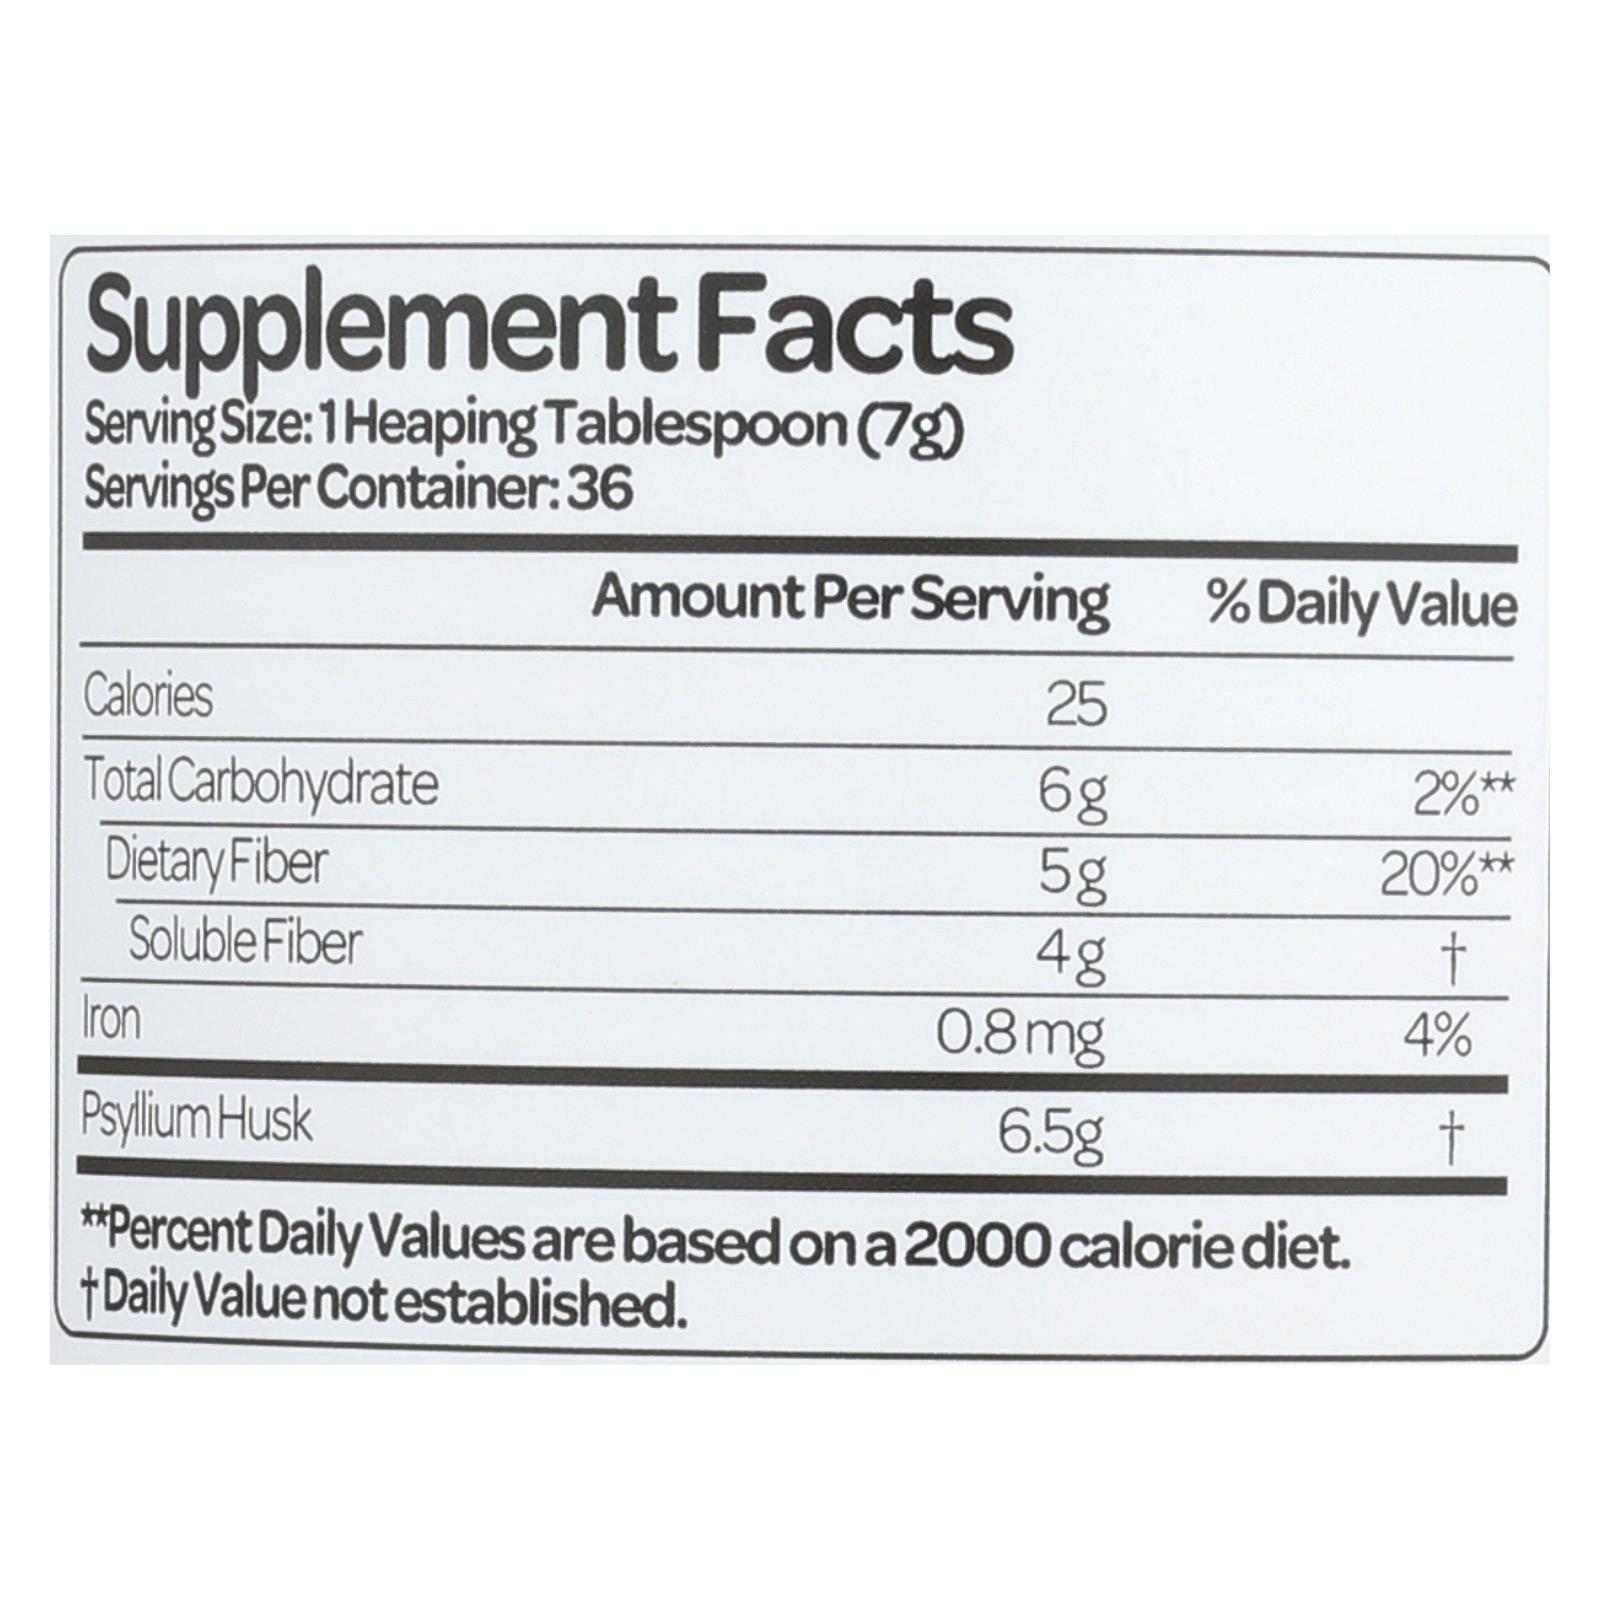 Supplement Facts
Serving Size: 1 Heaping Tablespoon (7g)
Servings Per Container: 36
Amount Per Serving % Daily Value
Calories 25
Total Carbohydrate 6g 2%**
Dietary Fiber 5g 20%**
Soluble Fiber 4g †
Iron 0.8mg 4%
Psyllium Husk 6.5g †
**Percent Daily Values are based on a 2000 calorie diet.
†Daily Value not established.